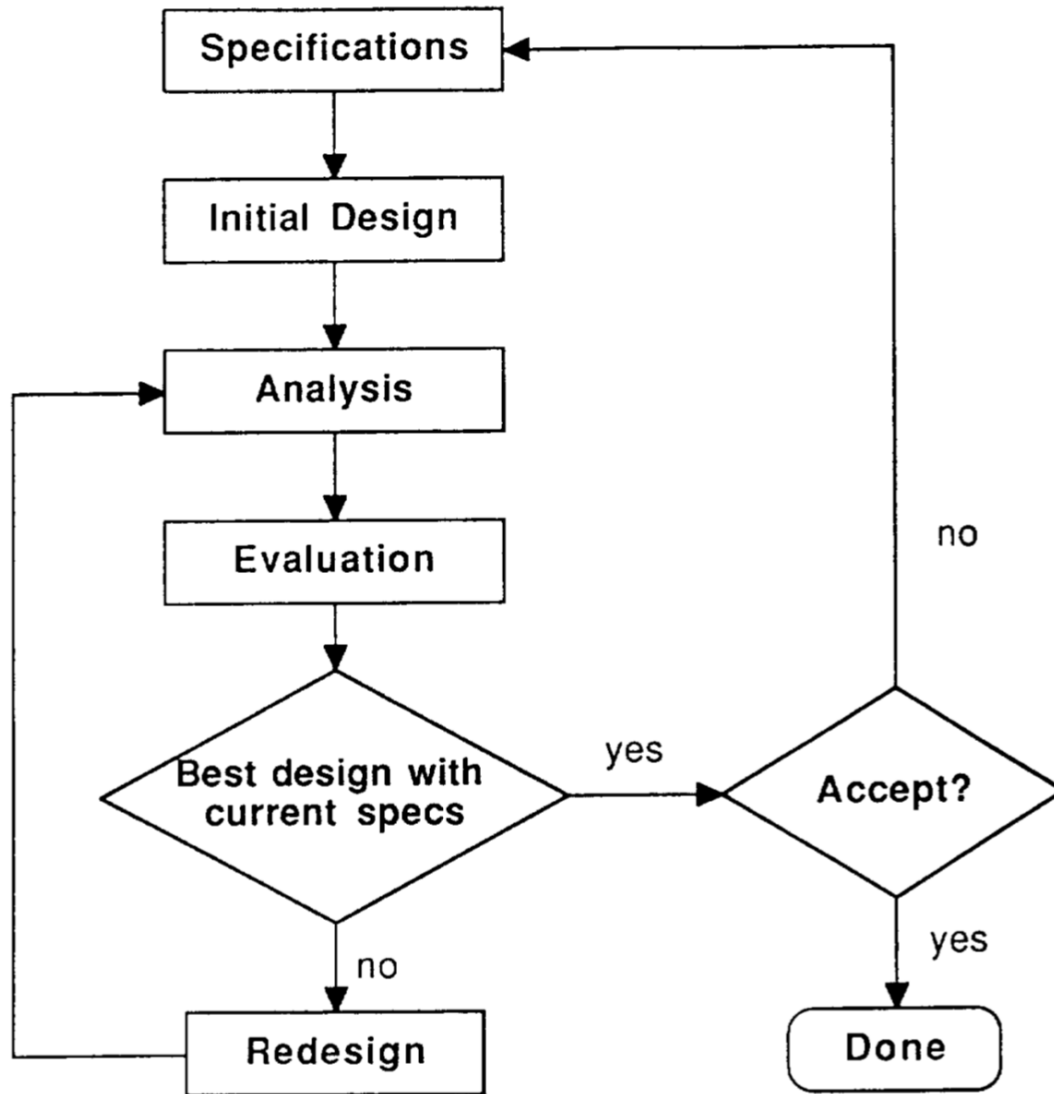 Specifications
Initial Design
Analysis
Evaluation
no
Best design with
current specs
yes
Accept?
no
yes
Redesign
Done